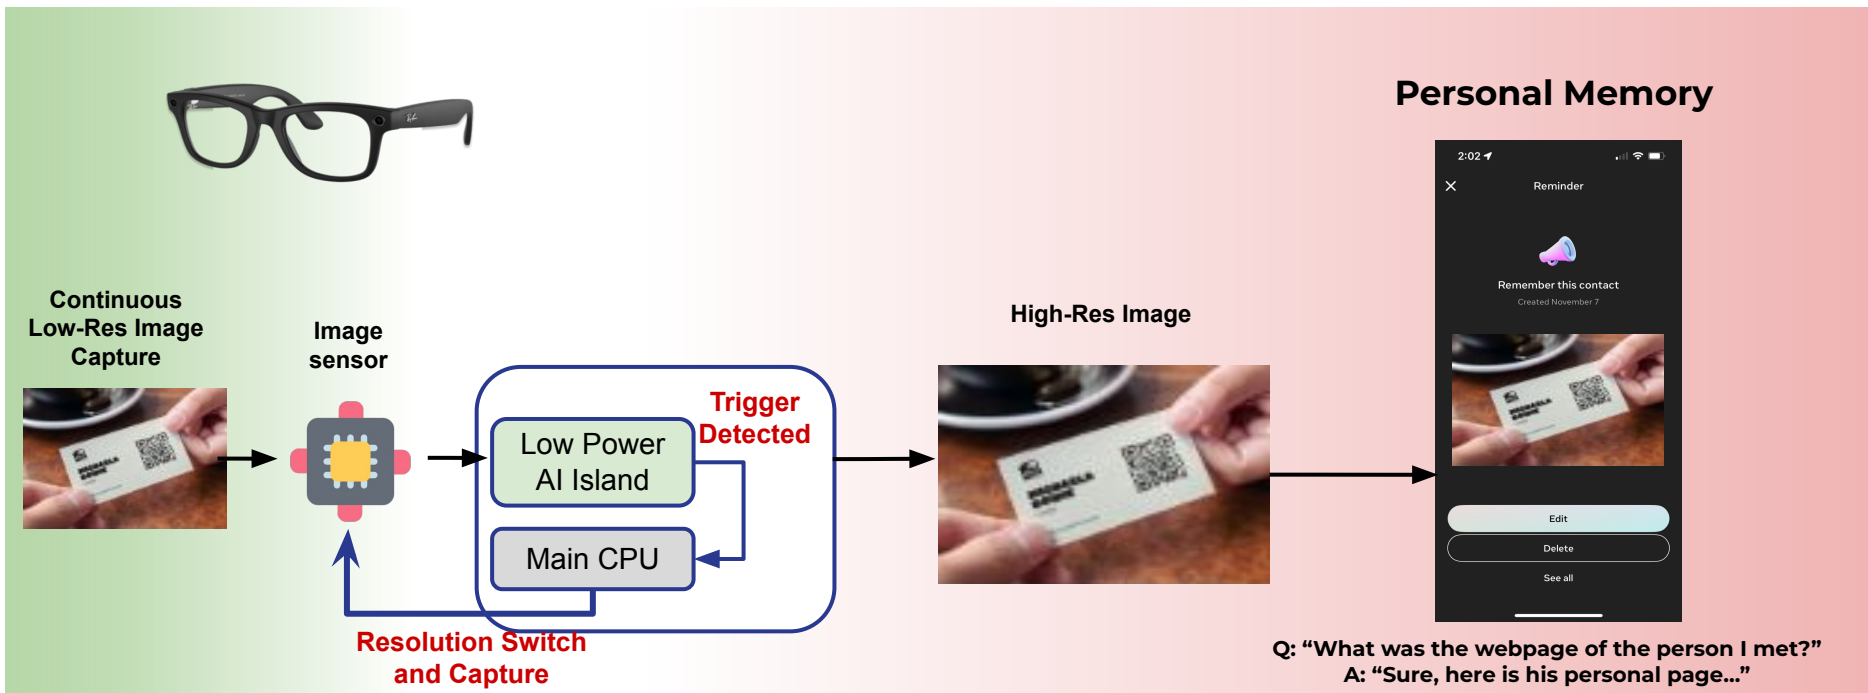 Personal Memory
Continuous
Low-Res Image
Capture
Image
sensor
Low Power
AI Island
Trigger
Detected
Main CPU
Resolution Switch
and Capture
High-Res Image
2:02
Reminder
Remember this contact
Created November 7
Edit
Delete
See all
Q: “What was the webpage of the person I met?”
A: “Sure, here is his personal page...”